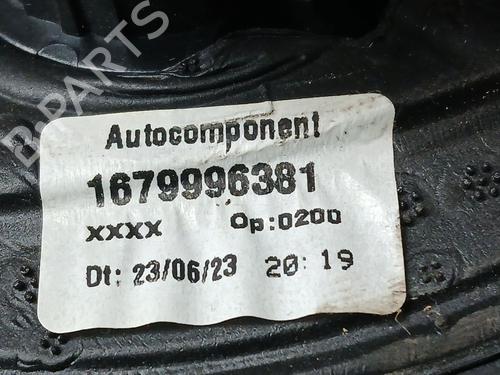 B-PARTS
Autocomponent
1679996381
xxxx Op:0200
Dt: 23/06/23 20:19